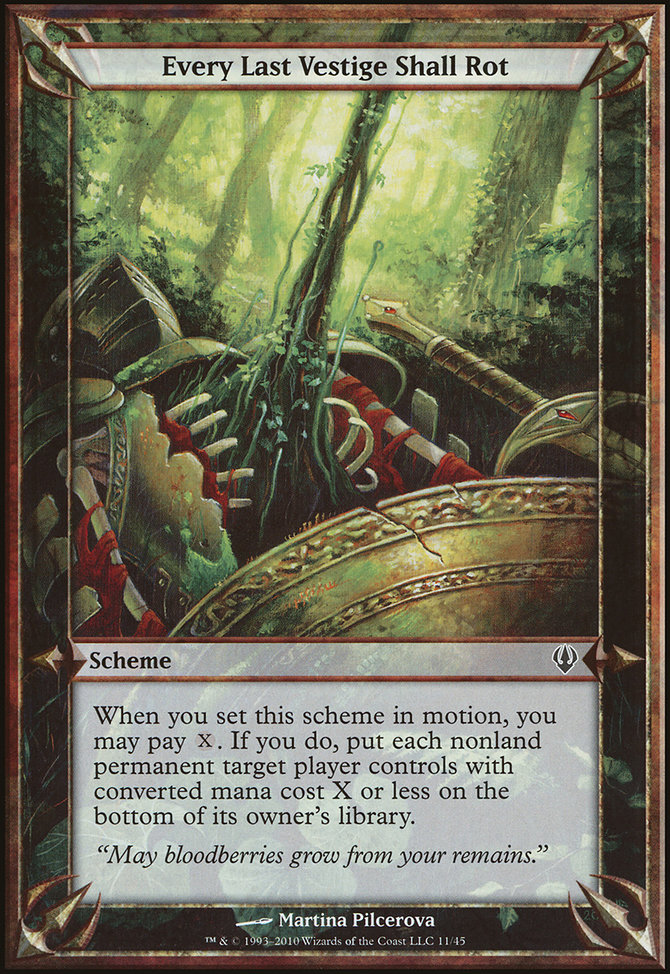 Every Last Vestige Shall Rot
Scheme
When you set this scheme in motion, you
may pay X. If you do, put each nonland
permanent target player controls with
converted mana cost X or less on the
bottom of its owner's library.
"May bloodberries grow from your remains."
Martina Pilcerova
™ & © 1993–2010 Wizards of the Coast LLC 11/45